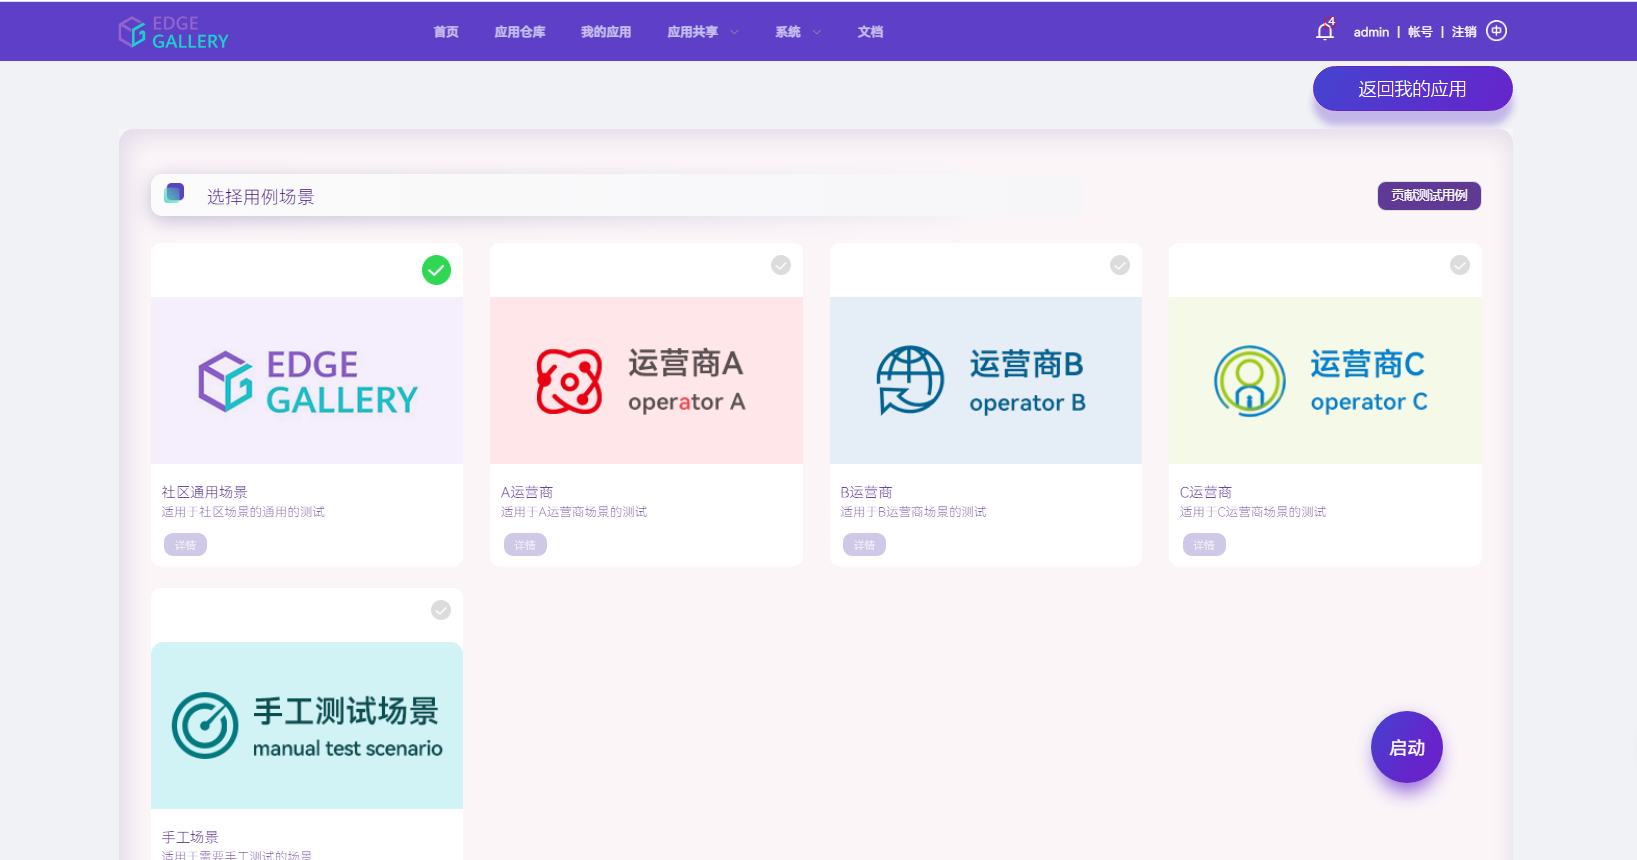 EDGE
GALLERY
首页 应用仓库 我的应用 应用共享 系统 文档
4
admin | 帐号 | 注销 中
返回我的应用
选择用例场景
贡献测试用例
EDGE
GALLERY
社区通用场景
适用于社区场景的通用的测试
详情
运营商A
operator A
A运营商
适用于A运营商场景的测试
详情
运营商B
operator B
B运营商
适用于B运营商场景的测试
详情
运营商C
operator C
C运营商
适用于C运营商场景的测试
详情
手工测试场景
manual test scenario
手工场景
适用于需要手工测试的场景
启动